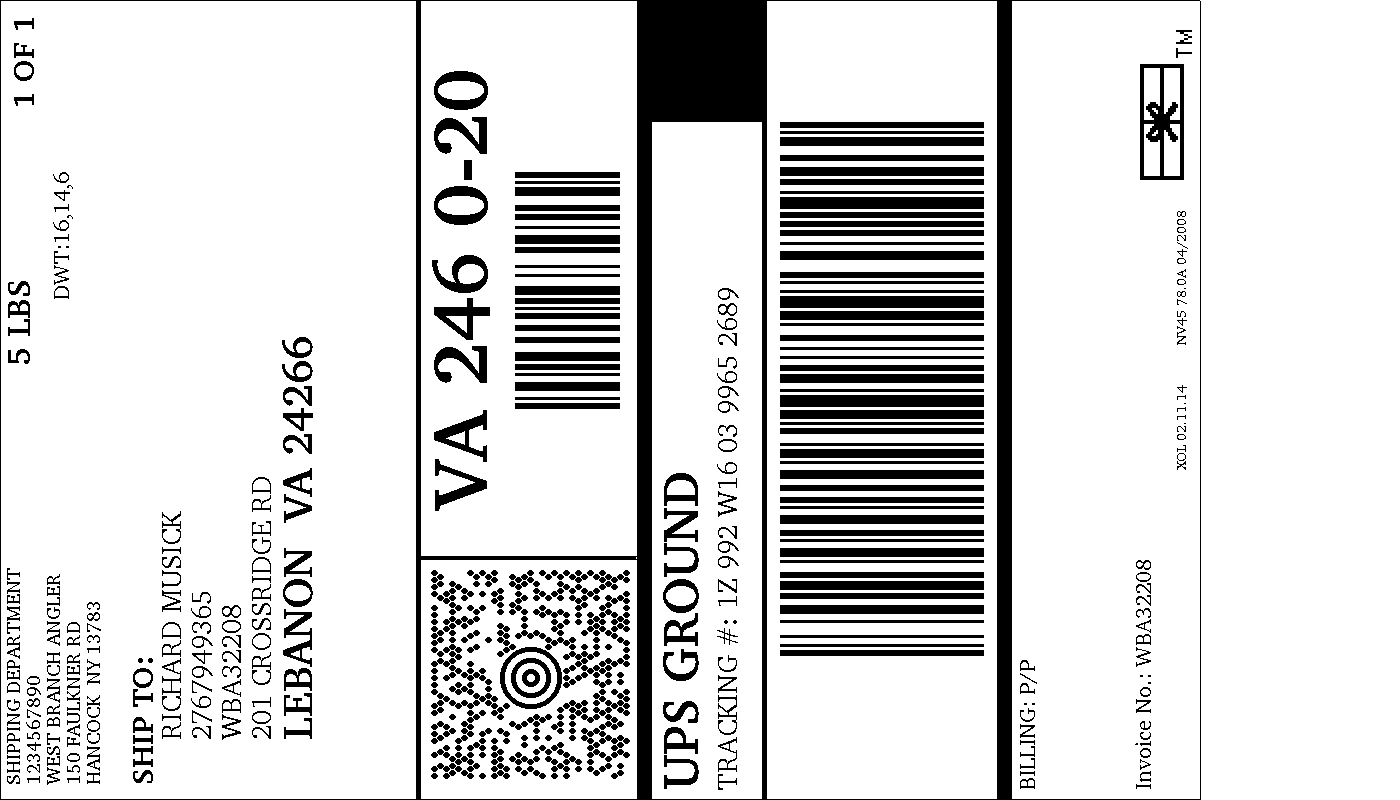 SHIPPING DEPARTMENT
1234567890
WEST BRANCH ANGLER
150 FAULKNER RD
HANCOCK NY 13783
5 LBS
1 OF 1
DWT:16,14,6
SHIP TO:
RICHARD MUSICK
2767949365
WBA32208
201 CROSSRIDGE RD
LEBANON VA 24266
VA 246 0-20
UPS GROUND
TRACKING #: 1Z 992 W16 03 9965 2689
BILLING: P/P
Invoice No.: WBA32208
XOL 02.11.14 NV45 78.0A 04/2008
TM